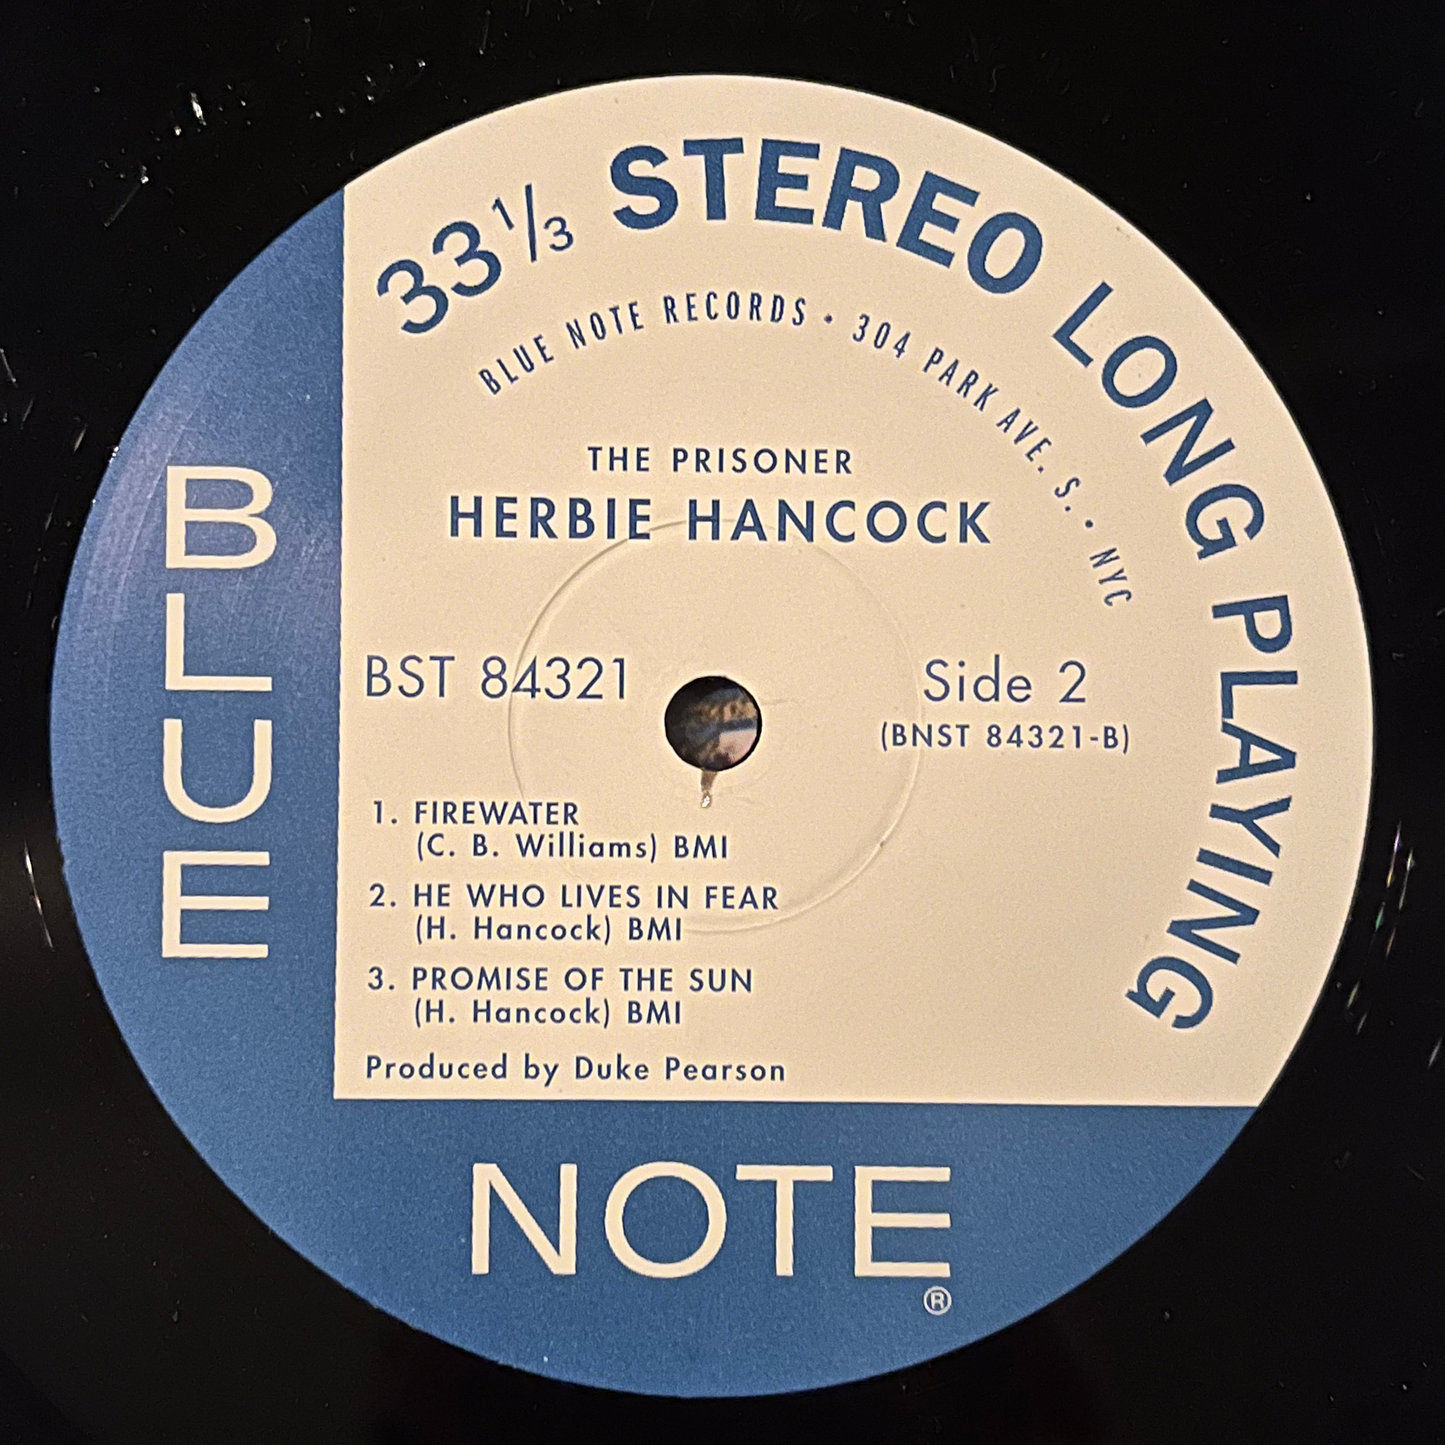 33⅓ STEREO LONG PLAYING
BLUE NOTE RECORDS · 304 PARK AVE. S. · NYC
THE PRISONER
HERBIE HANCOCK
BST 84321
Side 2
(BNST 84321-B)
1. FIREWATER
(C. B. Williams) BMI
2. HE WHO LIVES IN FEAR
(H. Hancock) BMI
3. PROMISE OF THE SUN
(H. Hancock) BMI
Produced by Duke Pearson
BLUE
NOTE®